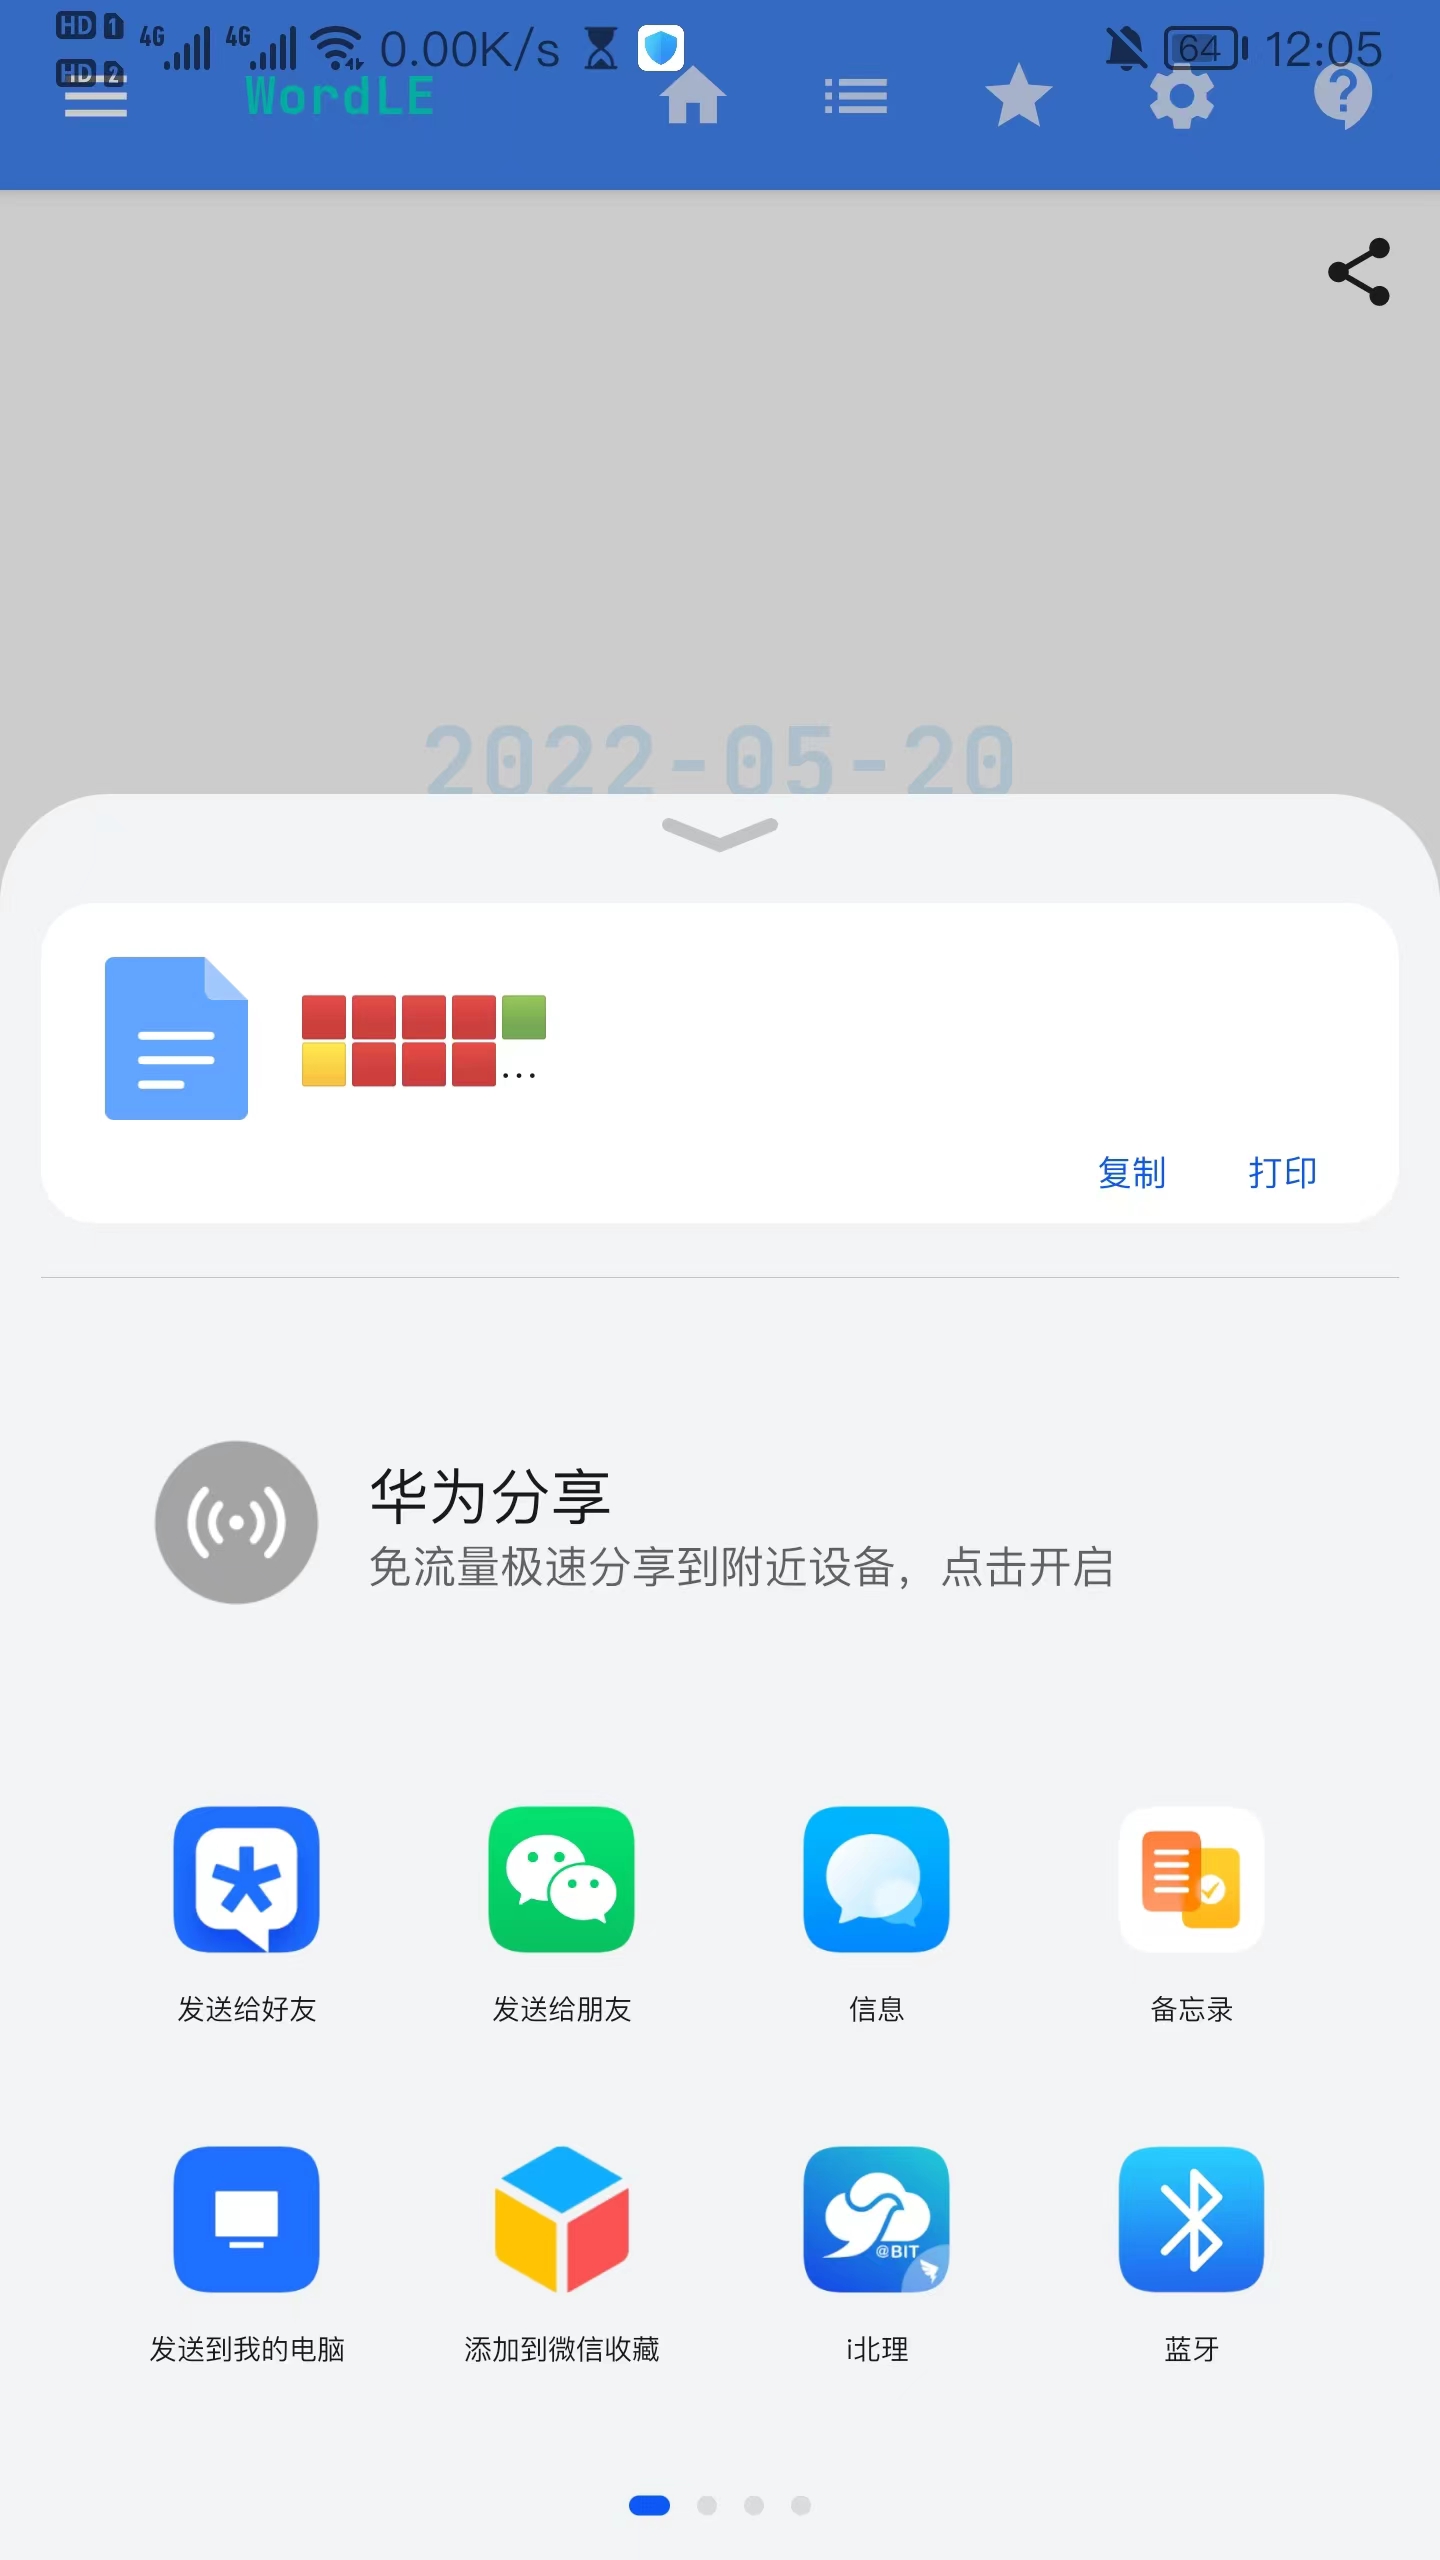 HD 1 4G 4G 0.00K/s 64 12:05
HD 2
WordLE
2022-05-20
...
复制 打印
华为分享
免流量极速分享到附近设备，点击开启
发送给好友 发送给朋友 信息 备忘录
@BIT
发送到我的电脑 添加到微信收藏 i北理 蓝牙